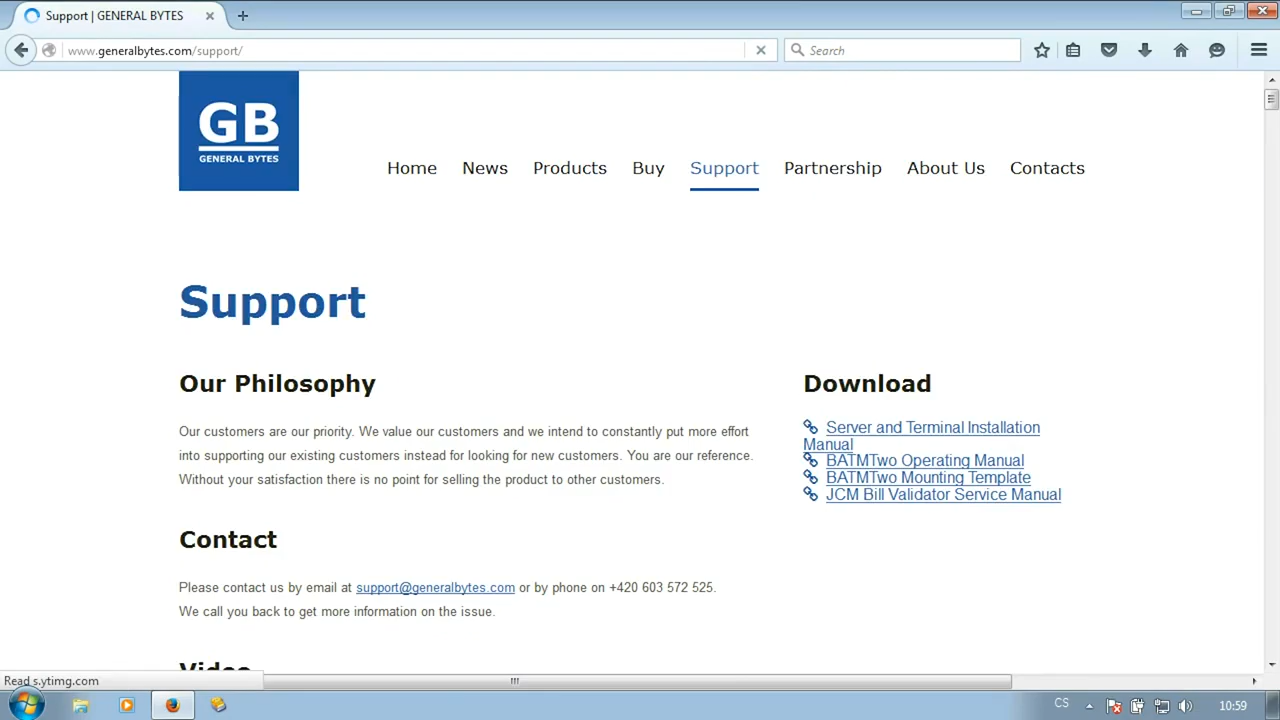 Support | GENERAL BYTES
www.generalbytes.com/support/
Search
GB
GENERAL BYTES
Home News Products Buy Support Partnership About Us Contacts
Support
Our Philosophy
Our customers are our priority. We value our customers and we intend to constantly put more effort
into supporting our existing customers instead for looking for new customers. You are our reference.
Without your satisfaction there is no point for selling the product to other customers.
Download
Server and Terminal Installation
Manual
BATMTwo Operating Manual
BATMTwo Mounting Template
JCM Bill Validator Service Manual
Contact
Please contact us by email at support@generalbytes.com or by phone on +420 603 572 525.
We call you back to get more information on the issue.
Video
Read s.ytimg.com
CS
10:59